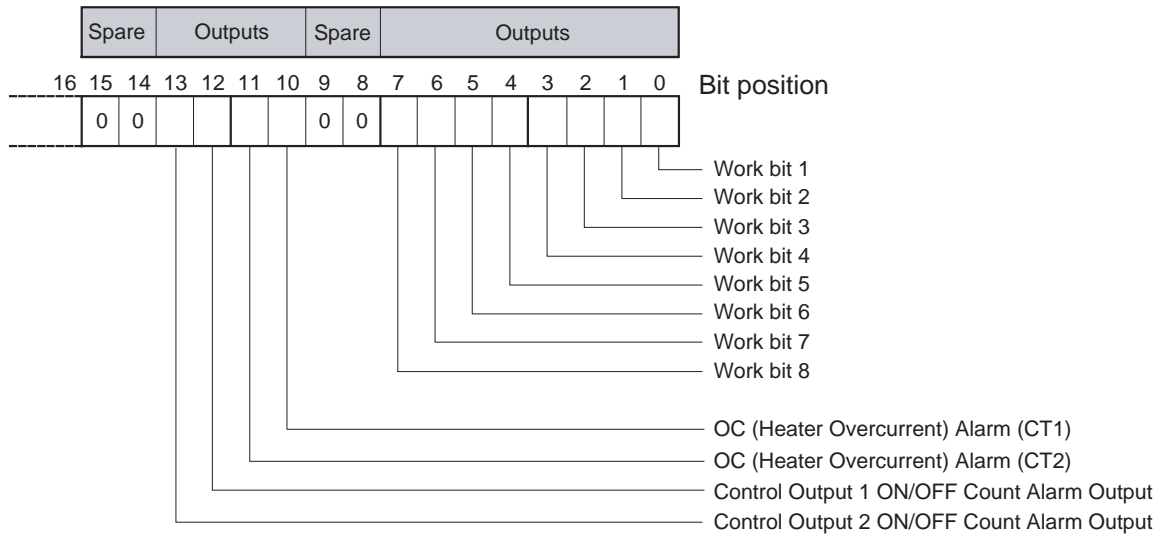 Spare Outputs Spare Outputs
16 15 14 13 12 11 10 9 8 7 6 5 4 3 2 1 0 Bit position
0 0 0 0
Work bit 1
Work bit 2
Work bit 3
Work bit 4
Work bit 5
Work bit 6
Work bit 7
Work bit 8
OC (Heater Overcurrent) Alarm (CT1)
OC (Heater Overcurrent) Alarm (CT2)
Control Output 1 ON/OFF Count Alarm Output
Control Output 2 ON/OFF Count Alarm Output